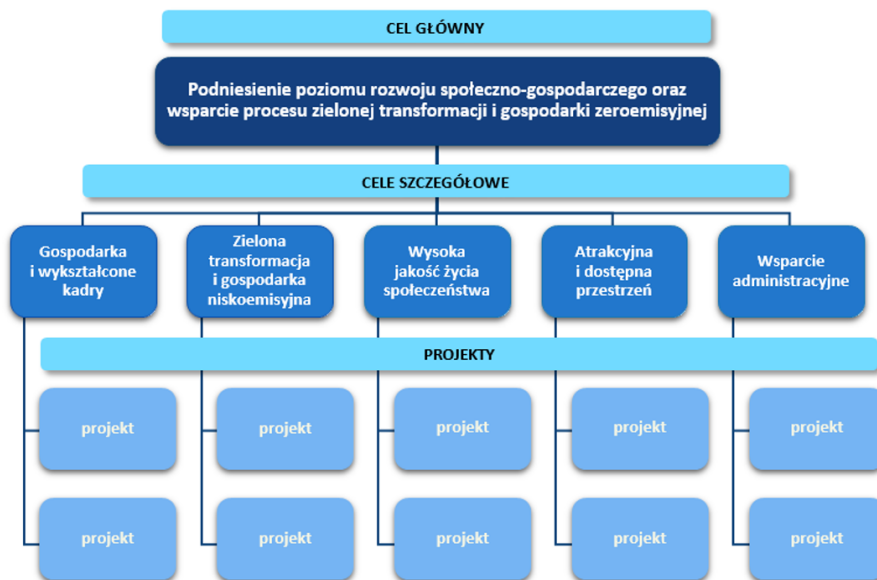 CEL GŁÓWNY
Podniesienie poziomu rozwoju społeczno-gospodarczego oraz
wsparcie procesu zielonej transformacji i gospodarki zeroemisyjnej
CELE SZCZEGÓŁOWE
Gospodarka
i wykształcone
kadry
Zielona
transformacja
i gospodarka
niskoemisyjna
Wysoka
jakość życia
społeczeństwa
Atrakcyjna
i dostępna
przestrzeń
Wsparcie
administracyjne
PROJEKTY
projekt
projekt
projekt
projekt
projekt
projekt
projekt
projekt
projekt
projekt